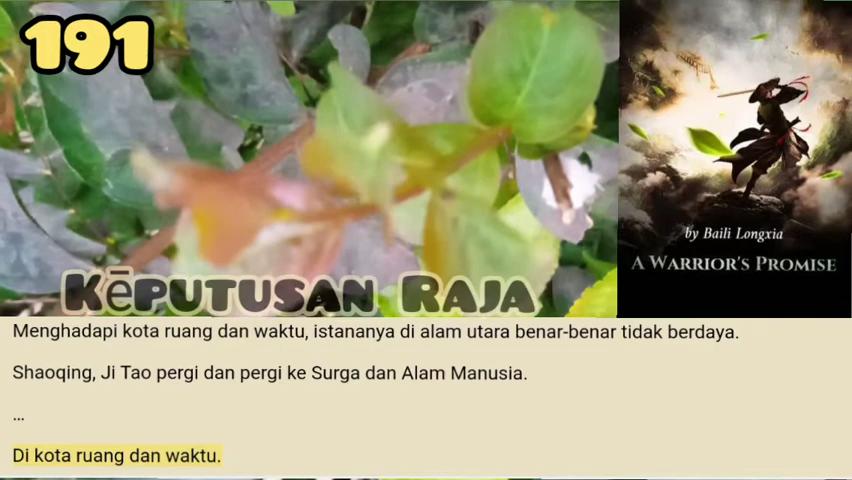 191
by Baili Longxia
A WARRIOR'S PROMISE
KēPUTUSAN RAJA
Menghadapi kota ruang dan waktu, istananya di alam utara benar-benar tidak berdaya.
Shaoqing, Ji Tao pergi dan pergi ke Surga dan Alam Manusia.
...
Di kota ruang dan waktu.